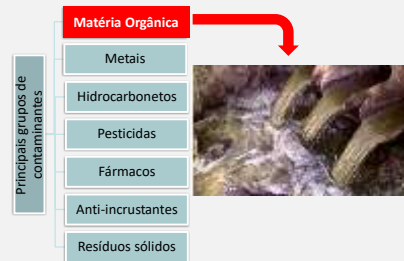 Principais grupos de
contaminantes
Matéria Orgânica
Metais
Hidrocarbonetos
Pesticidas
Fármacos
Anti-incrustantes
Resíduos sólidos